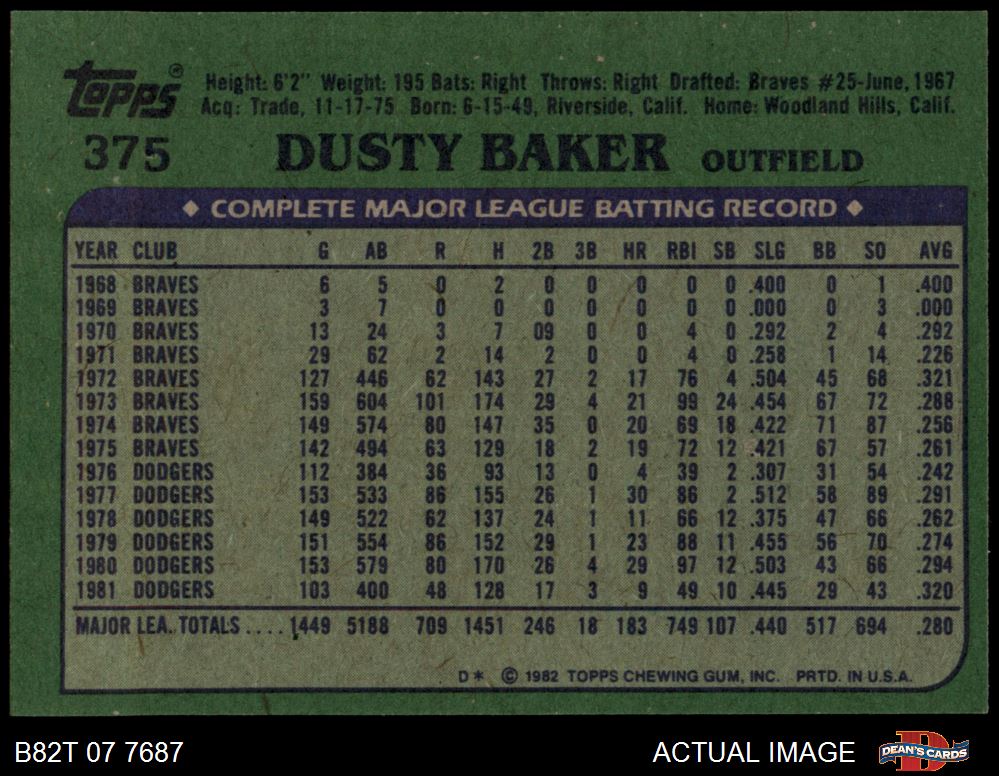 Topps® Height: 6'2" Weight: 195 Bats: Right Throws: Right Drafted: Braves #25-June, 1967
Acq: Trade, 11-17-75 Born: 6-15-49, Riverside, Calif. Home: Woodland Hills, Calif.
375 DUSTY BAKER OUTFIELD
◆ COMPLETE MAJOR LEAGUE BATTING RECORD ◆
YEAR CLUB G AB R H 2B 3B HR RBI SB SLG BB SO AVG
1968 BRAVES 6 5 0 2 0 0 0 0 0 .400 0 1 .400
1969 BRAVES 3 7 0 0 0 0 0 0 0 .000 0 3 .000
1970 BRAVES 13 24 3 7 09 0 0 4 0 .292 2 4 .292
1971 BRAVES 29 62 2 14 2 0 0 4 0 .258 1 14 .226
1972 BRAVES 127 446 62 143 27 2 17 76 4 .504 45 68 .321
1973 BRAVES 159 604 101 174 29 4 21 99 24 .454 67 72 .288
1974 BRAVES 149 574 80 147 35 0 20 69 18 .422 71 87 .256
1975 BRAVES 142 494 63 129 18 2 19 72 12 .421 67 57 .261
1976 DODGERS 112 384 36 93 13 0 4 39 2 .307 31 54 .242
1977 DODGERS 153 533 86 155 26 1 30 86 2 .512 58 89 .291
1978 DODGERS 149 522 62 137 24 1 11 66 12 .375 47 66 .262
1979 DODGERS 151 554 86 152 29 1 23 88 11 .455 56 70 .274
1980 DODGERS 153 579 80 170 26 4 29 97 12 .503 43 66 .294
1981 DODGERS 103 400 48 128 17 3 9 49 10 .445 29 43 .320
MAJOR LEA. TOTALS .... 1449 5188 709 1451 246 18 183 749 107 .440 517 694 .280
D* © 1982 TOPPS CHEWING GUM, INC. PRTD. IN U.S.A.
B82T 07 7687 ACTUAL IMAGE DEAN'S CARDS